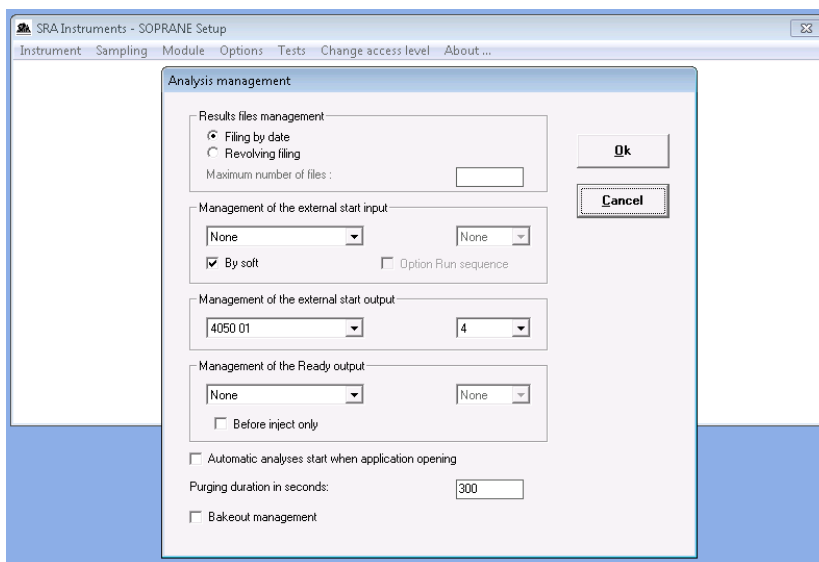 SRA Instruments - SOPRANE Setup
Instrument Sampling Module Options Tests Change access level About ...
Analysis management
Results files management
Filing by date
Revolving filing
Maximum number of files :
Ok
Cancel
Management of the external start input
None None
By soft Option Run sequence
Management of the external start output
4050 01 4
Management of the Ready output
None None
Before inject only
Automatic analyses start when application opening
Purging duration in seconds: 300
Bakeout management